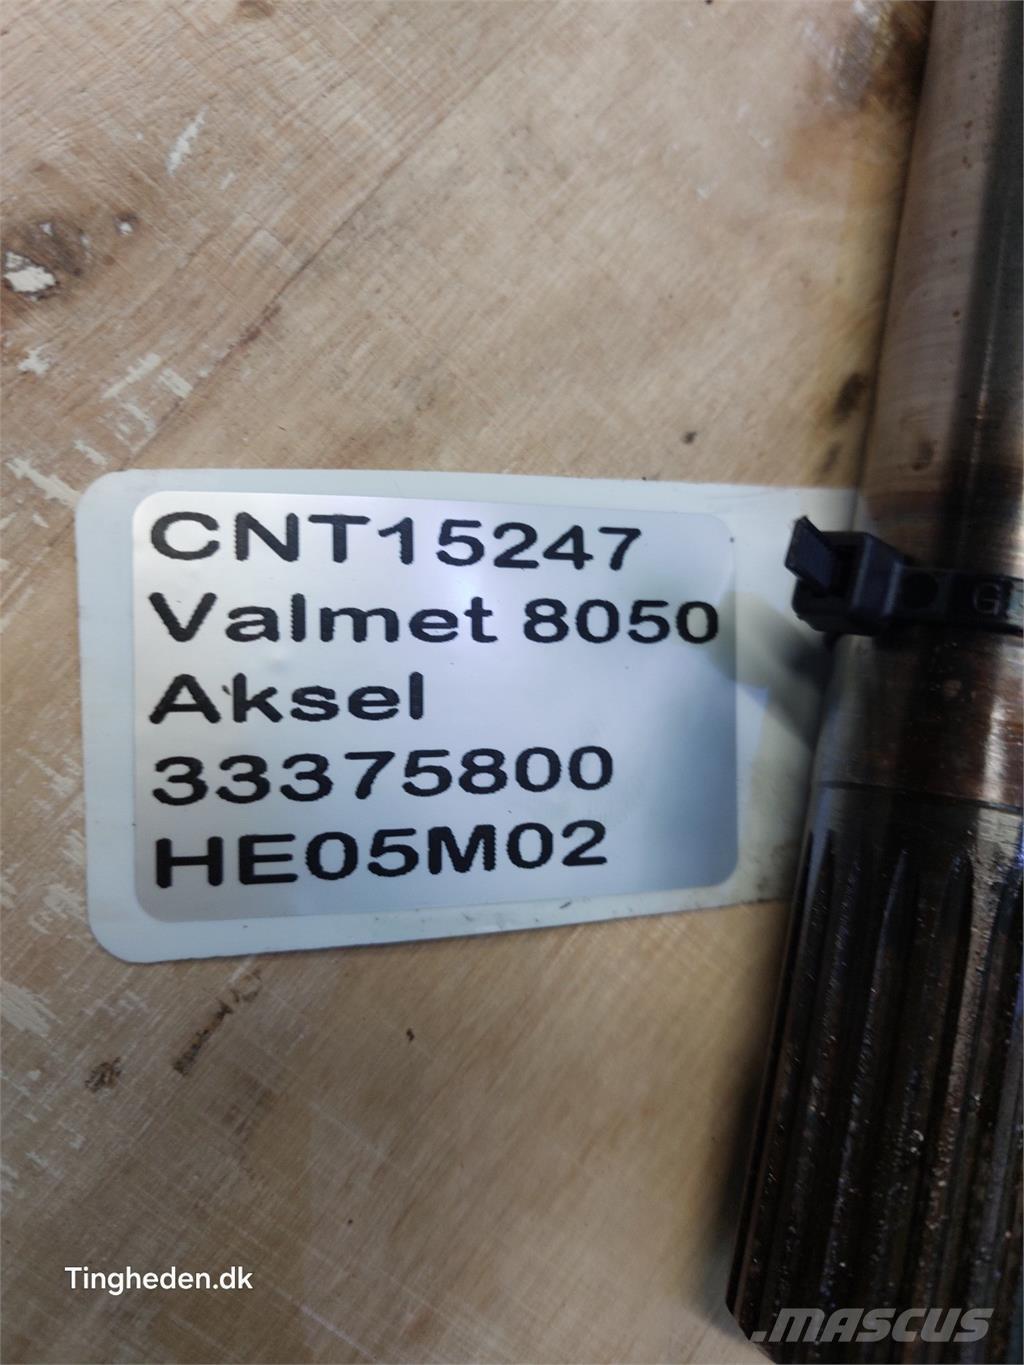 CNT15247
Valmet 8050
Aksel
33375800
HE05M02
Tingheden.dk
.MASCUS